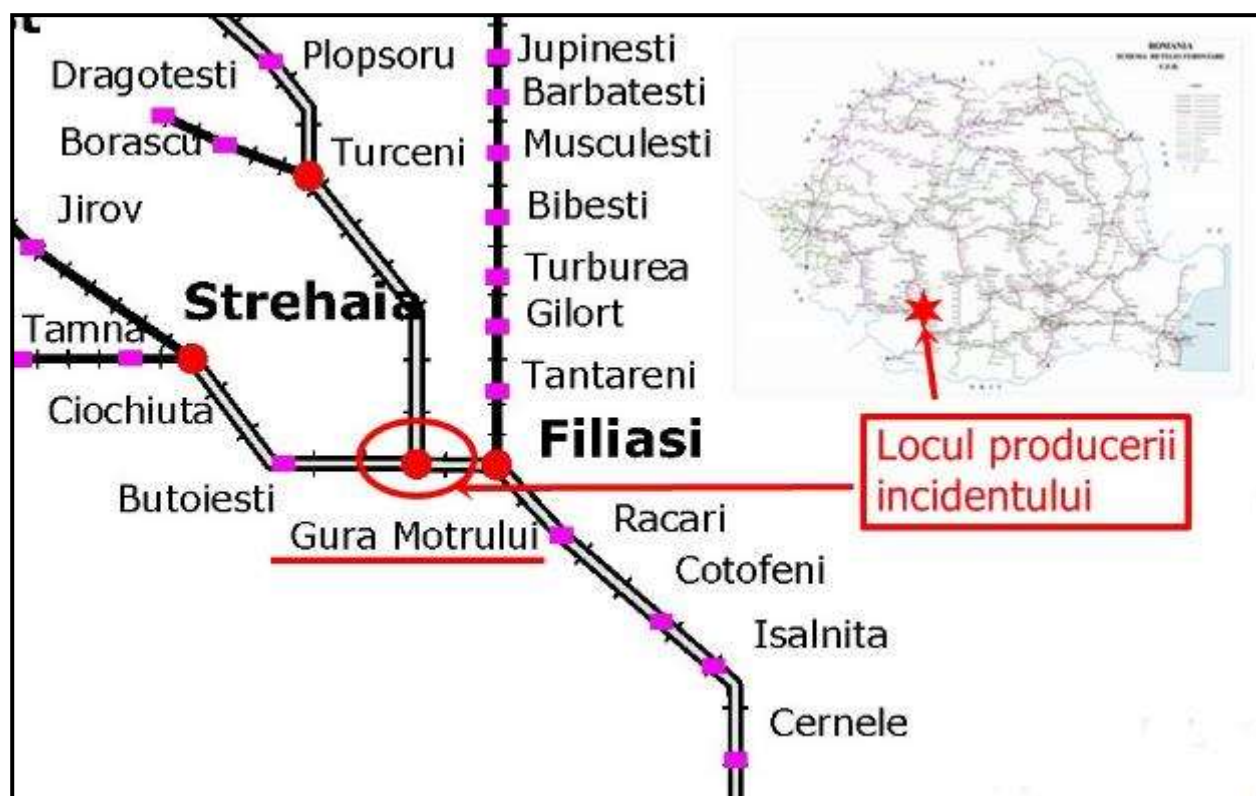 Plopsoru
Dragotesti
Borascu
Turceni
Jirov
Strehaia
Tamna
Ciochiuta
Butoiesti
Gura Motrului
Jupinesti
Barbatesti
Musculesti
Bibesti
Turburea
Gilort
Tantareni
Filiasi
Racari
Cotofeni
Isalnita
Cernele
ROMANIA
Locul producerii
incidentului